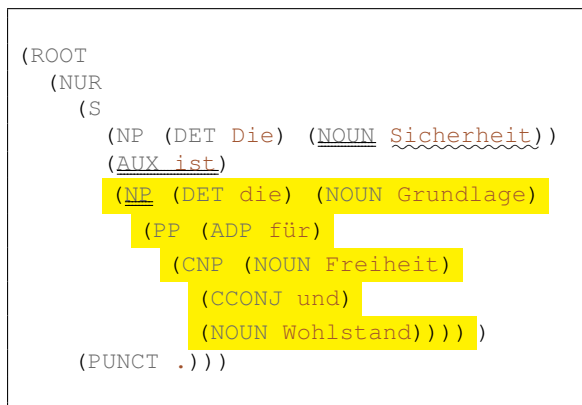 (ROOT
(NUR
(S
(NP (DET Die) (NOUN Sicherheit))
(AUX ist)
(NP (DET die) (NOUN Grundlage)
(PP (ADP für)
(CNP (NOUN Freiheit)
(CCONJ und)
(NOUN Wohlstand)))) )
(PUNCT .)))